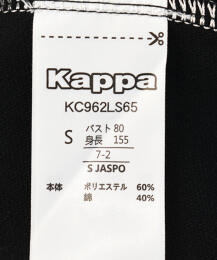 Kappa
KC962LS65
S
バスト 80
身長 155
7-2
S JASPO
本体 ポリエステル 60%
綿 40%